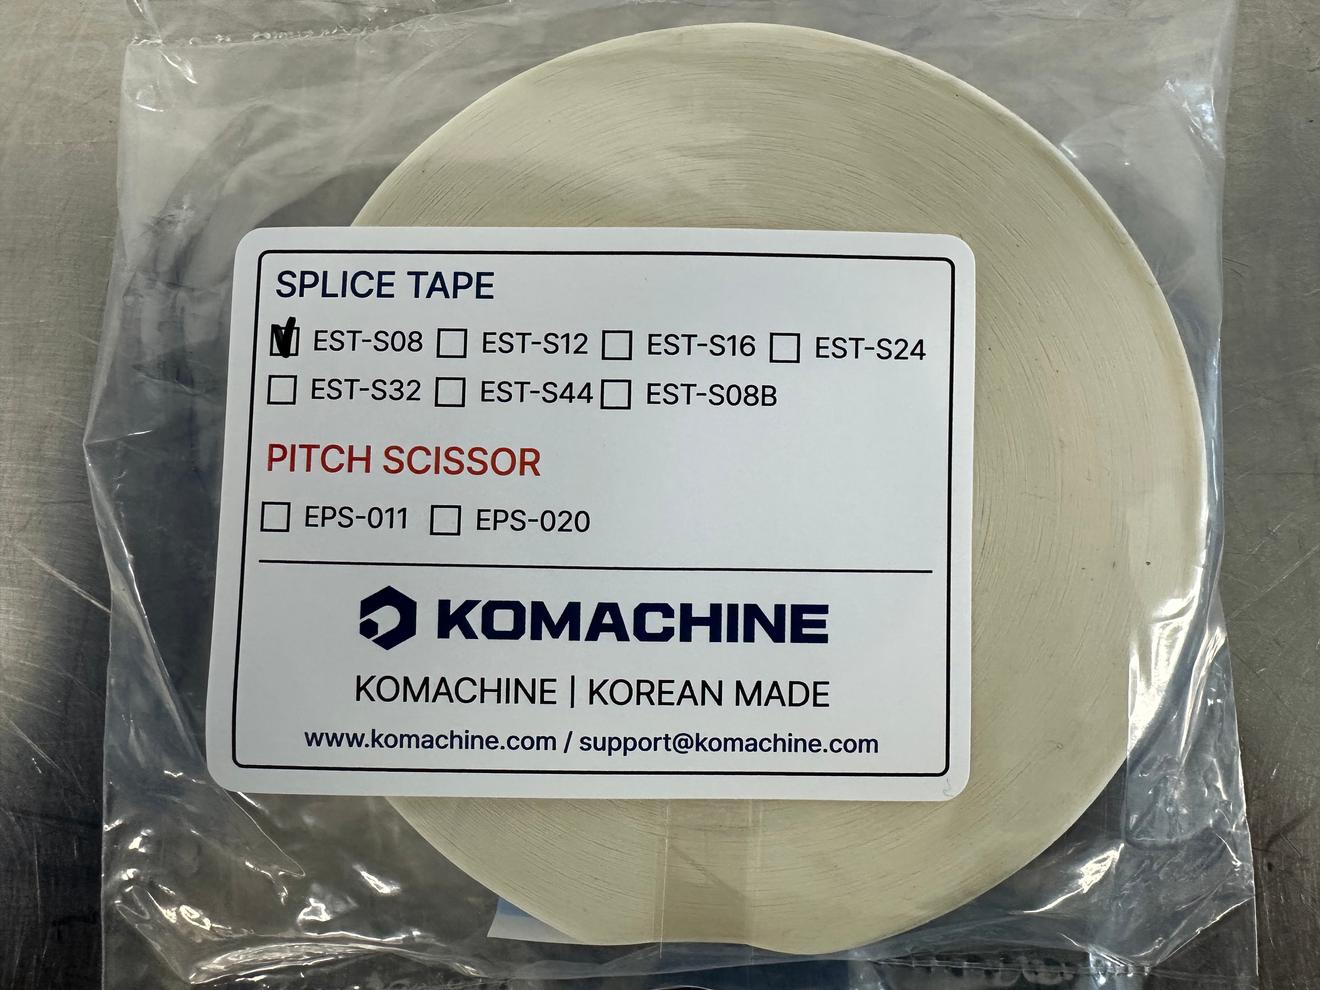 SPLICE TAPE
EST-S08 EST-S12 EST-S16 EST-S24
EST-S32 EST-S44 EST-S08B
PITCH SCISSOR
EPS-011 EPS-020
KOMACHINE
KOMACHINE | KOREAN MADE
www.komachine.com / support@komachine.com